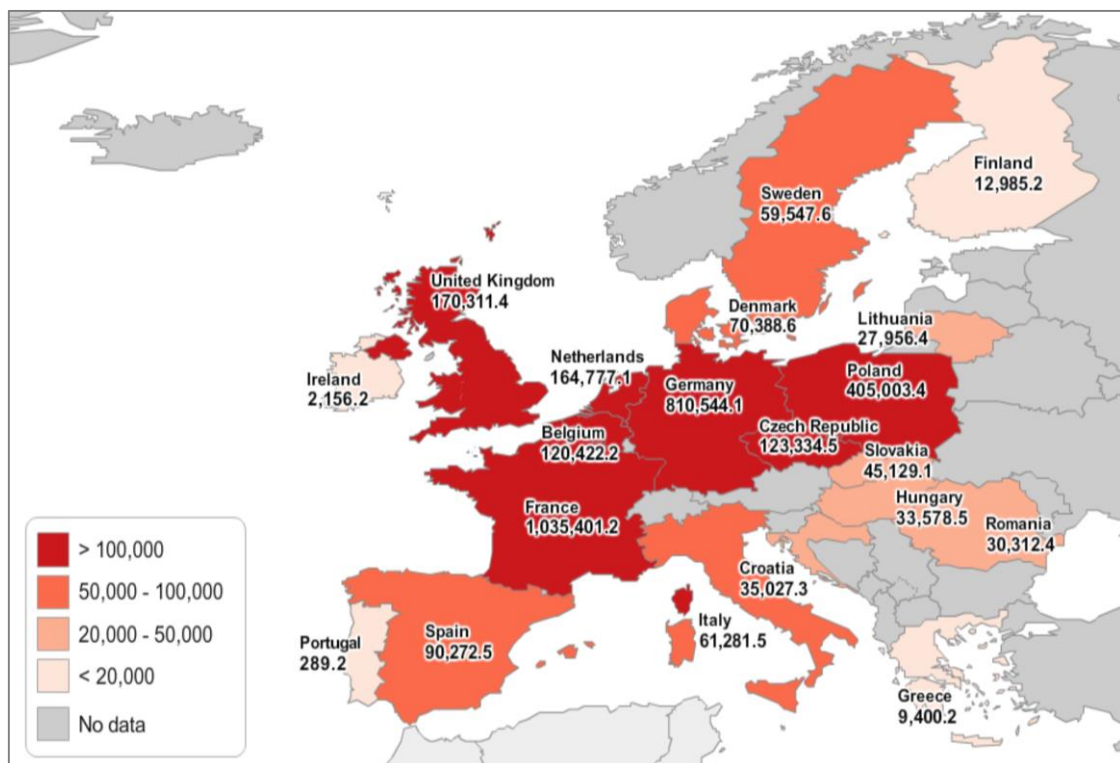 Finland
12,985.2
Sweden
59,547.6
United Kingdom
170,311.4
Denmark
70,388.6
Lithuania
27,956.4
Netherlands
164,777.1
Ireland
2,156.2
Germany
810,544.1
Poland
405,003.4
Belgium
120,422.2
Czech Republic
123,334.5
Slovakia
45,129.1
France
1,035,401.2
Hungary
33,578.5
Romania
30,312.4
Croatia
35,027.3
Italy
61,281.5
Portugal
289.2
Spain
90,272.5
Greece
9,400.2
> 100,000
50,000 - 100,000
20,000 - 50,000
< 20,000
No data